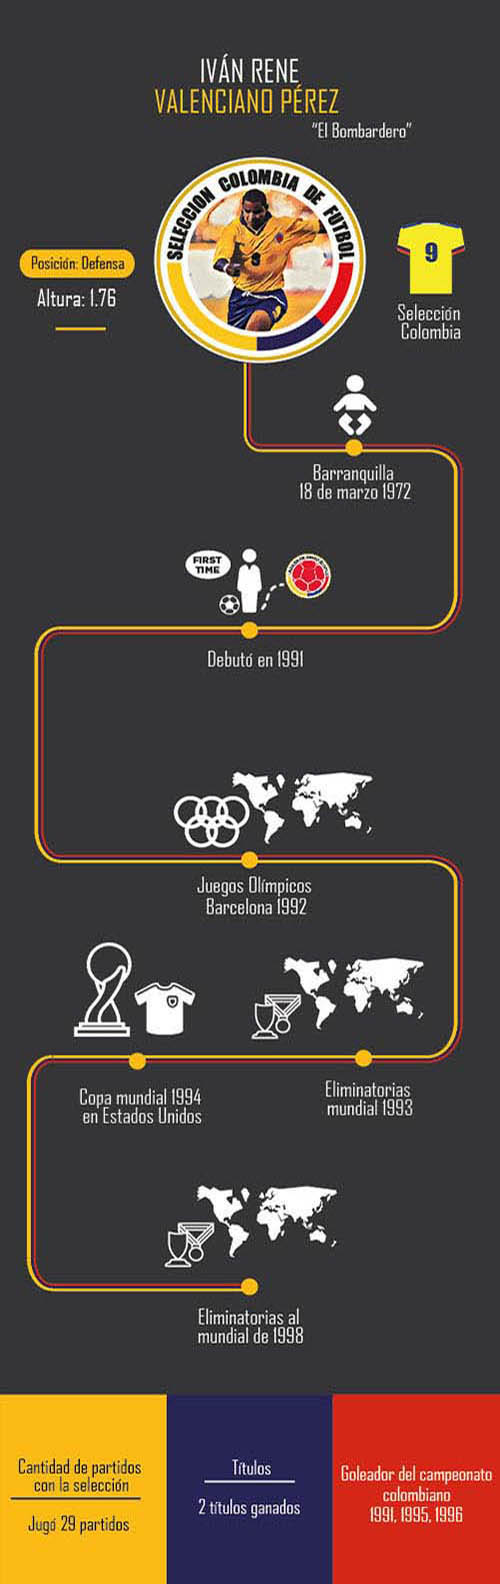 IVÁN RENE
VALENCIANO PÉREZ
"El Bombardero"
SELECCION COLOMBIA DE FUTBOL
Posición: Defensa
Altura: 1.76
9
Selección
Colombia
Barranquilla
18 de marzo 1972
FIRST
TIME
Debutó en 1991
Juegos Olímpicos
Barcelona 1992
Copa mundial 1994
en Estados Unidos
Eliminatorias
mundial 1993
Eliminatorias al
mundial de 1998
Cantidad de partidos
con la selección
Jugó 29 partidos
Títulos
2 títulos ganados
Goleador del campeonato
colombiano
1991, 1995, 1996